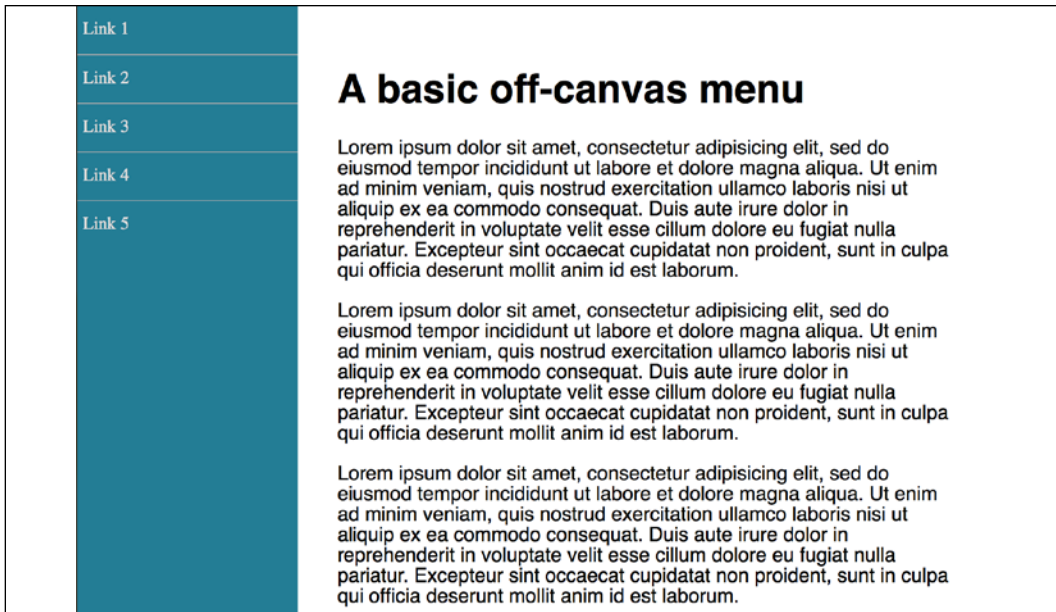 Link 1
Link 2
Link 3
Link 4
Link 5
A basic off-canvas menu
Lorem ipsum dolor sit amet, consectetur adipisicing elit, sed do
eiusmod tempor incididunt ut labore et dolore magna aliqua. Ut enim
ad minim veniam, quis nostrud exercitation ullamco laboris nisi ut
aliquip ex ea commodo consequat. Duis aute irure dolor in
reprehenderit in voluptate velit esse cillum dolore eu fugiat nulla
pariatur. Excepteur sint occaecat cupidatat non proident, sunt in culpa
qui officia deserunt mollit anim id est laborum.
Lorem ipsum dolor sit amet, consectetur adipisicing elit, sed do
eiusmod tempor incididunt ut labore et dolore magna aliqua. Ut enim
ad minim veniam, quis nostrud exercitation ullamco laboris nisi ut
aliquip ex ea commodo consequat. Duis aute irure dolor in
reprehenderit in voluptate velit esse cillum dolore eu fugiat nulla
pariatur. Excepteur sint occaecat cupidatat non proident, sunt in culpa
qui officia deserunt mollit anim id est laborum.
Lorem ipsum dolor sit amet, consectetur adipisicing elit, sed do
eiusmod tempor incididunt ut labore et dolore magna aliqua. Ut enim
ad minim veniam, quis nostrud exercitation ullamco laboris nisi ut
aliquip ex ea commodo consequat. Duis aute irure dolor in
reprehenderit in voluptate velit esse cillum dolore eu fugiat nulla
pariatur. Excepteur sint occaecat cupidatat non proident, sunt in culpa
qui officia deserunt mollit anim id est laborum.